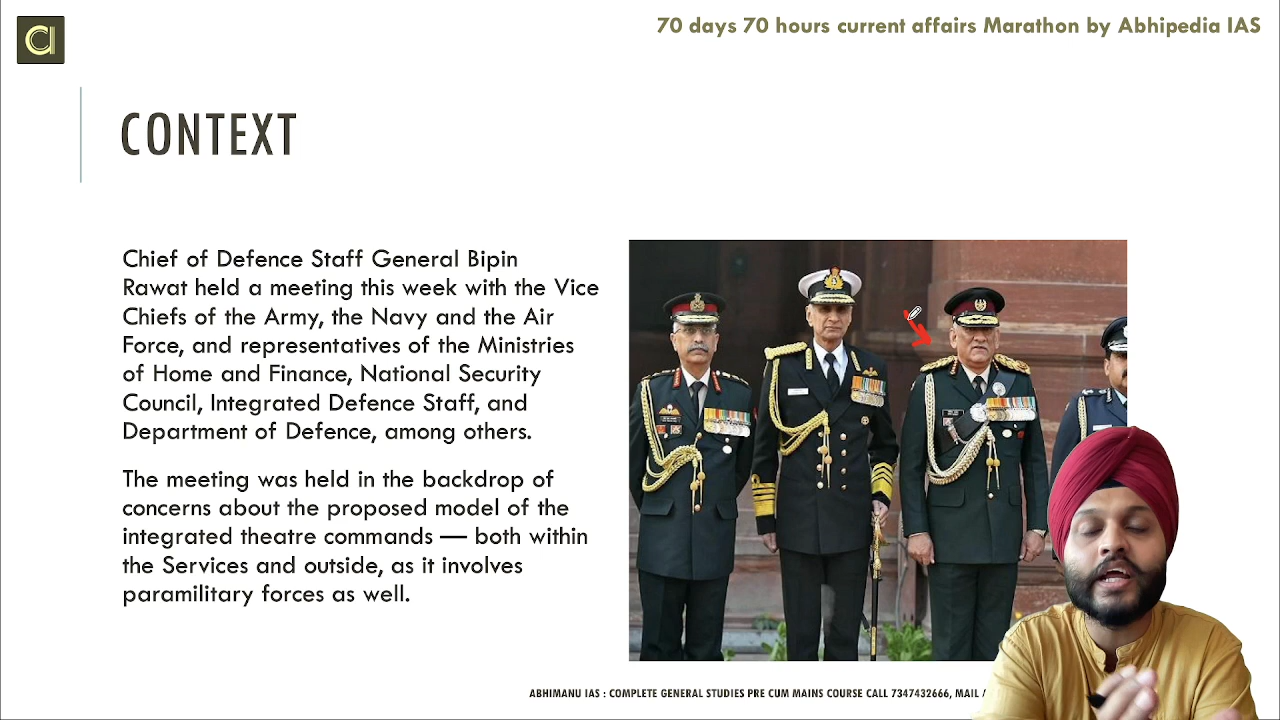 70 days 70 hours current affairs Marathon by Abhipedia IAS
CONTEXT
Chief of Defence Staff General Bipin
Rawat held a meeting this week with the Vice
Chiefs of the Army, the Navy and the Air
Force, and representatives of the Ministries
of Home and Finance, National Security
Council, Integrated Defence Staff, and
Department of Defence, among others.
The meeting was held in the backdrop of
concerns about the proposed model of the
integrated theatre commands — both within
the Services and outside, as it involves
paramilitary forces as well.
ABHIMANU IAS : COMPLETE GENERAL STUDIES PRE CUM MAINS COURSE CALL 7347432666, MAIL